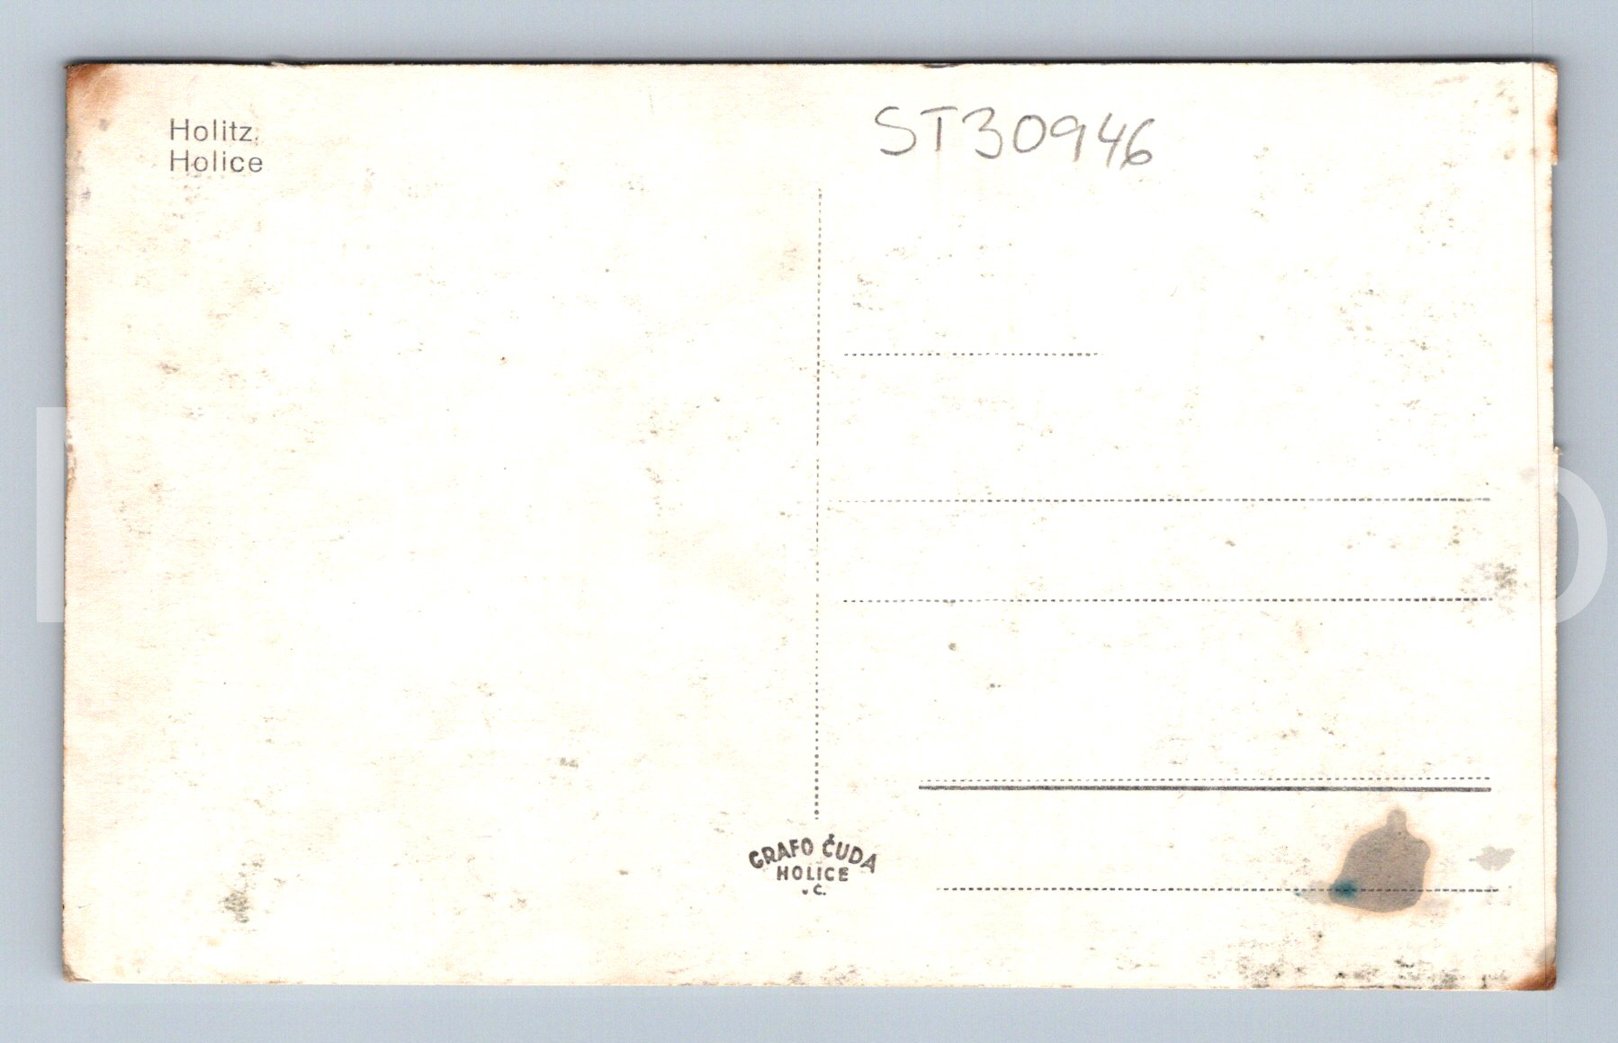 Holitz.
Holice
ST30946
GRAFO ČUDA
HOLICE
v Č.